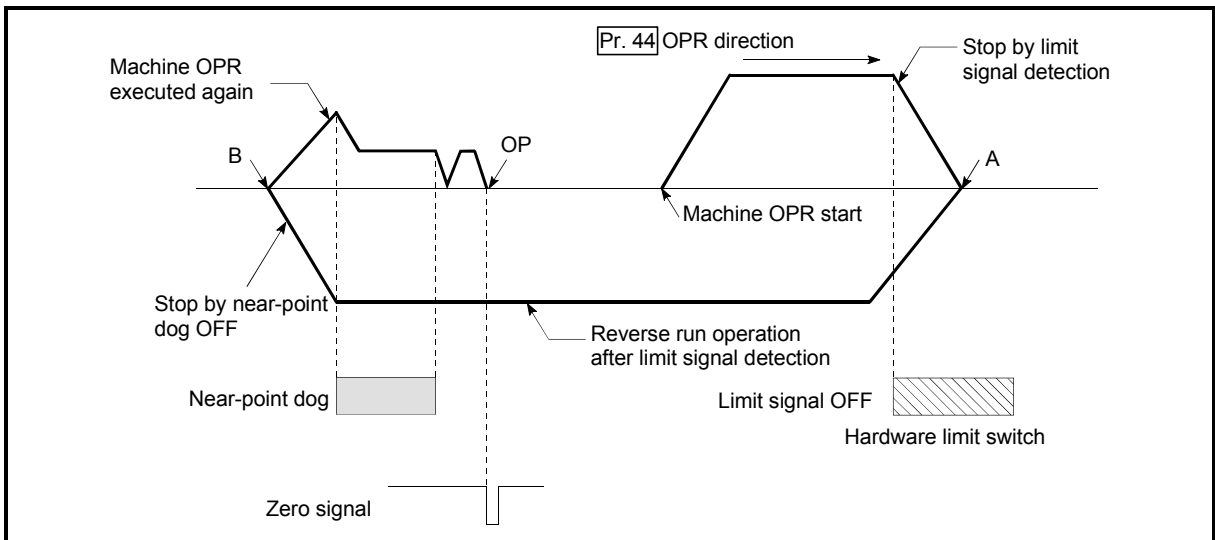 Pr. 44 OPR direction
Stop by limit
signal detection
Machine OPR
executed again
B
OP
A
Machine OPR start
Stop by near-point
dog OFF
Reverse run operation
after limit signal detection
Near-point dog
Limit signal OFF
Hardware limit switch
Zero signal